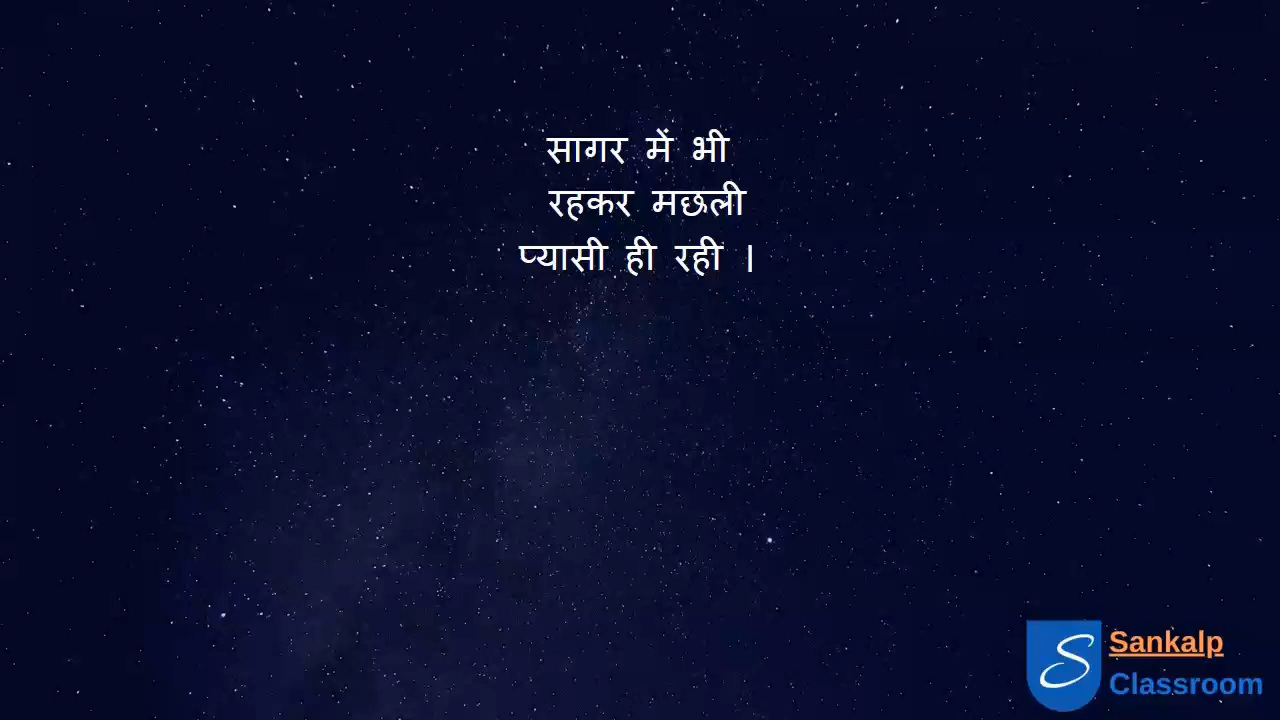 सागर में भी
रहकर मछली
प्यासी ही रही ।
Sankalp
Classroom